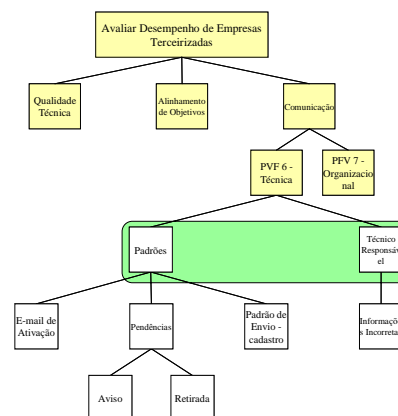 Avaliar Desempenho de Empresas
Terceirizadas
Qualidade
Técnica
Alinhamento
de Objetivos
Comunicação
PVF 6 -
Técnica
PFV 7 -
Organizacio
nal
Padrões
Técnico
Responsáv
el
E-mail de
Ativação
Pendências
Padrão de
Envio -
cadastro
Informaçõe
s Incorreta
Aviso
Retirada